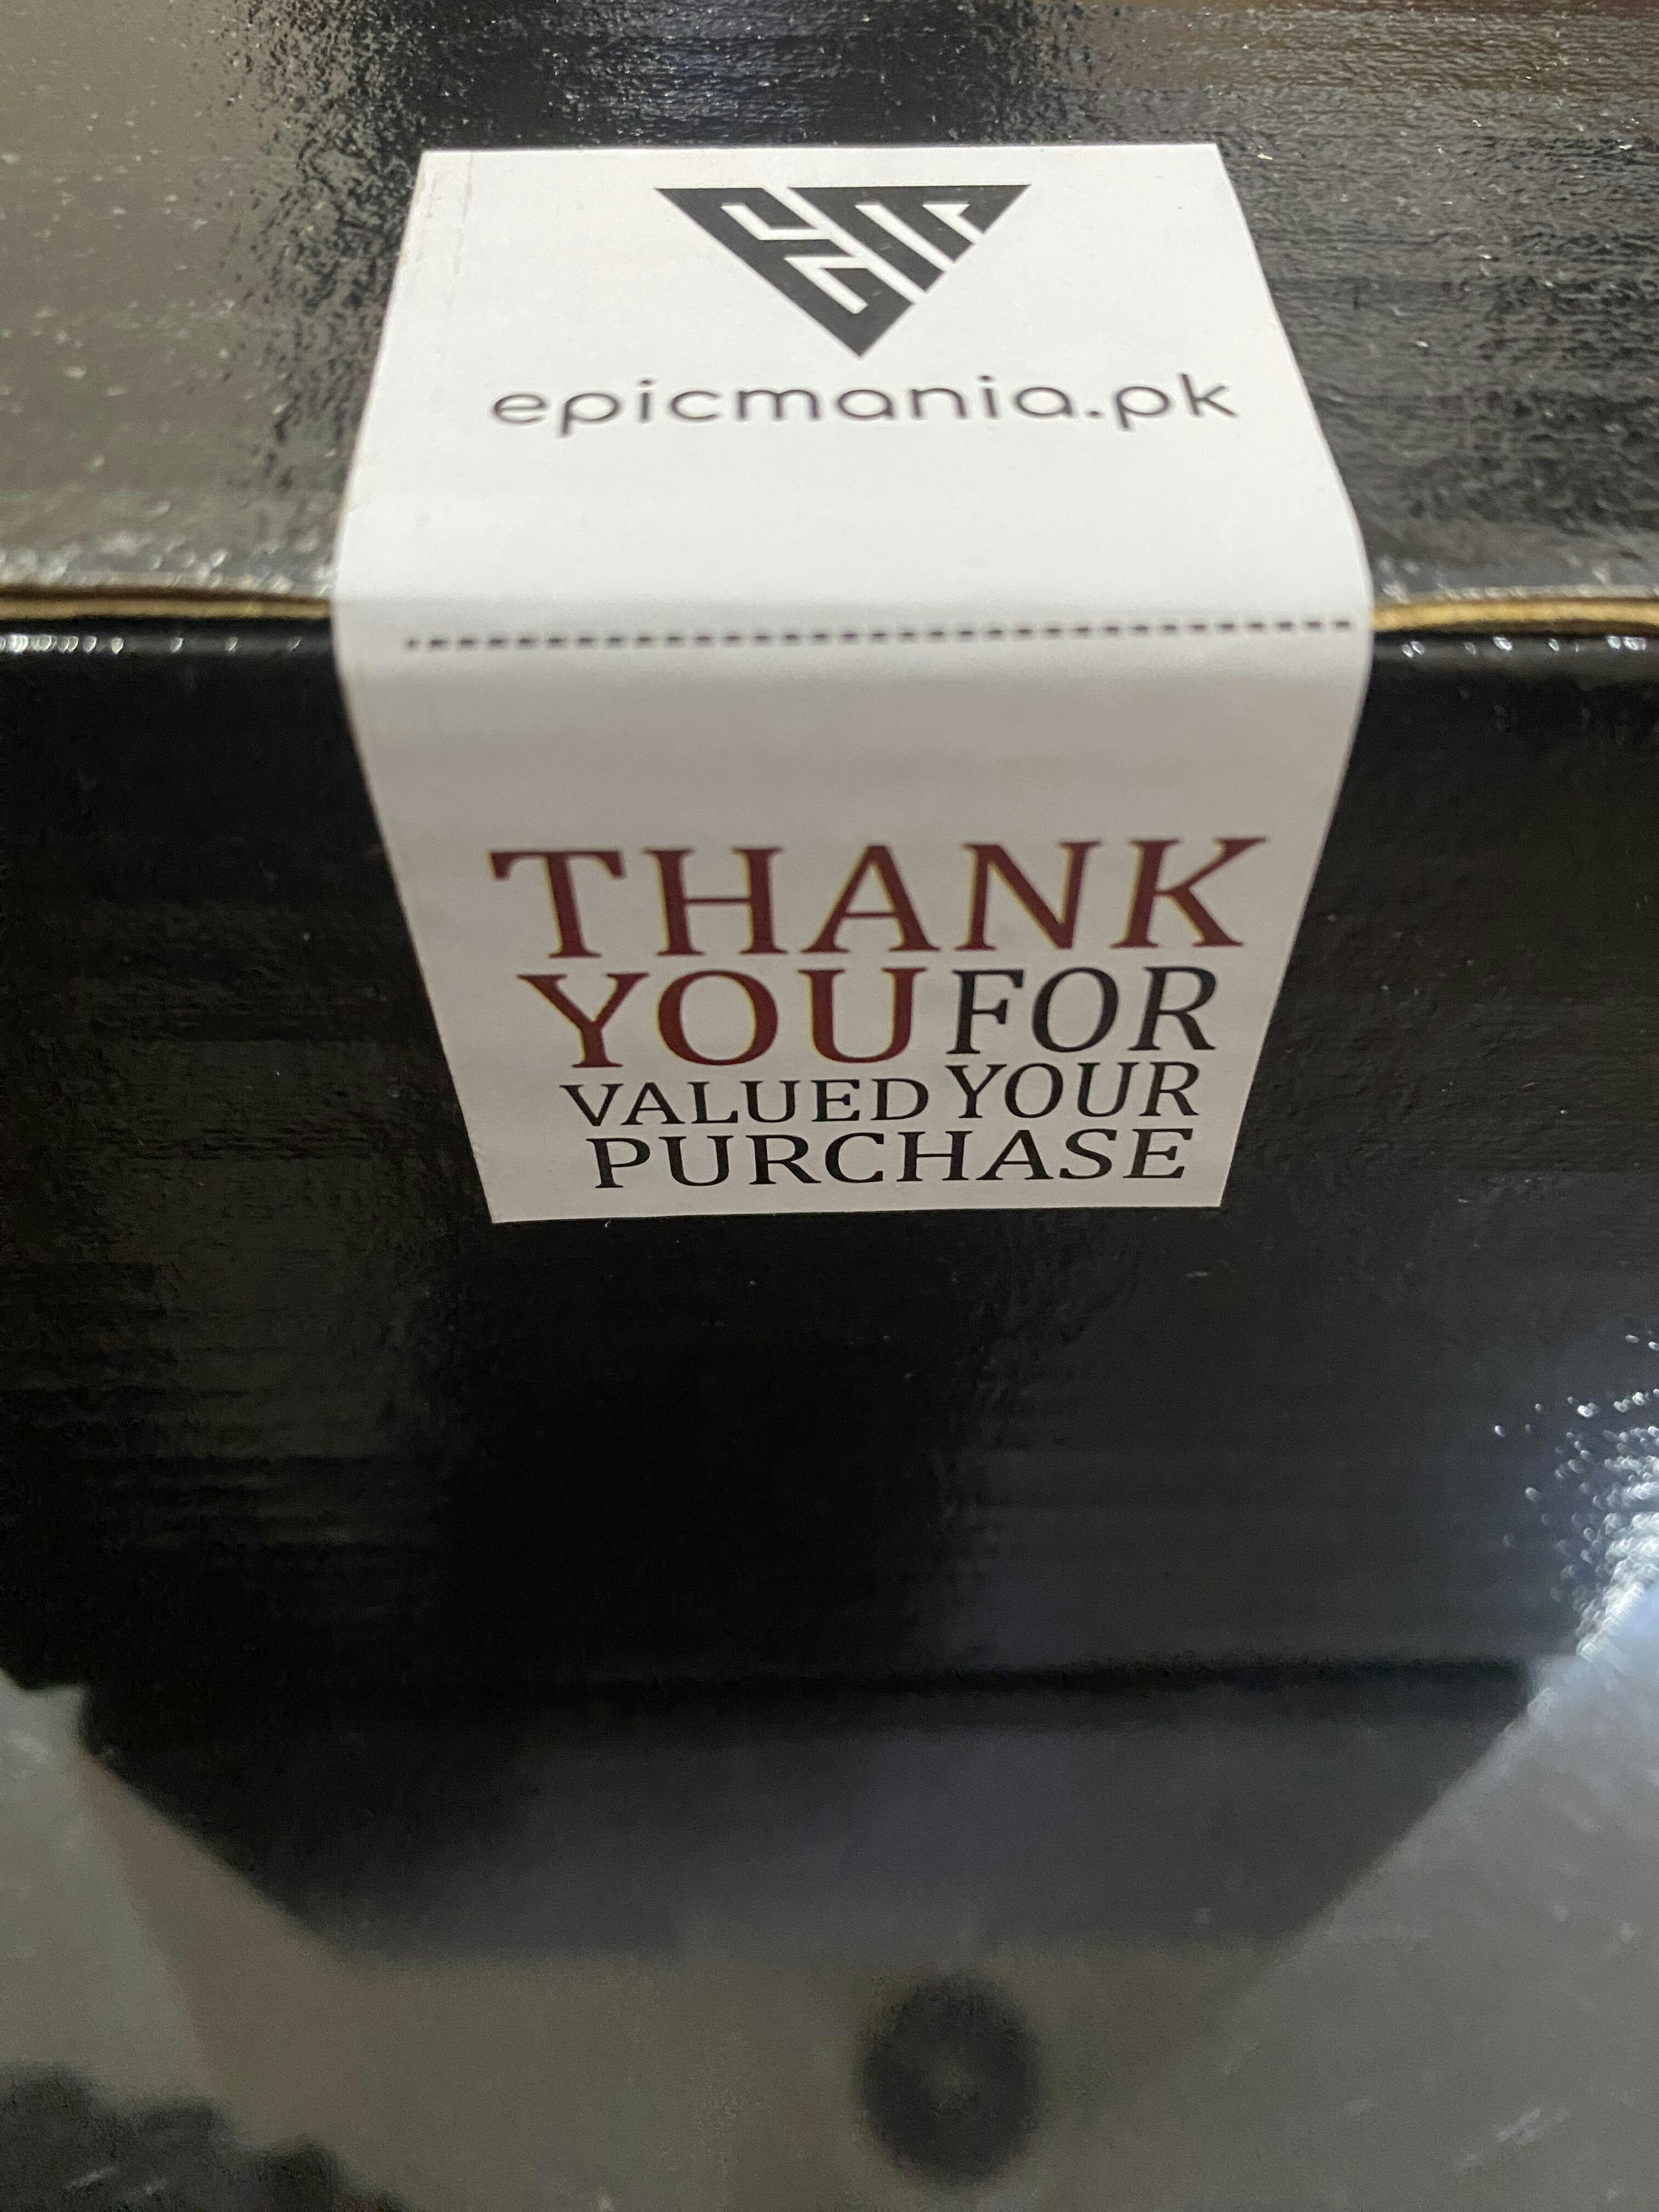 epicmania.pk
THANK
YOU FOR
VALUED YOUR
PURCHASE